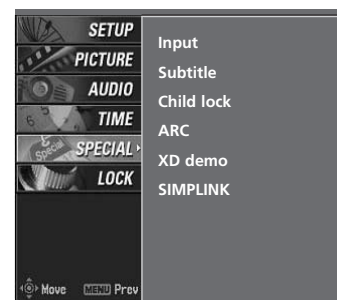 SETUP
PICTURE
AUDIO
TIME
SPECIAL
LOCK
Input
Subtitle
Child lock
ARC
XD demo
SIMPLINK
Move MENU Prev